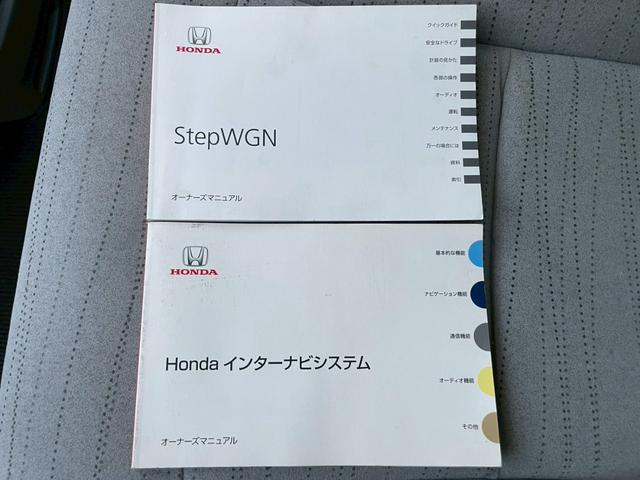 HONDA
StepWGN
オーナーズマニュアル
クイックガイド
安全なドライブ
計器の見かた
各部の操作
オーディオ
運転
メンテナンス
万一の場合には
資料
索引
HONDA
Honda インターナビシステム
オーナーズマニュアル
基本的な機能
ナビゲーション機能
通信機能
オーディオ機能
その他